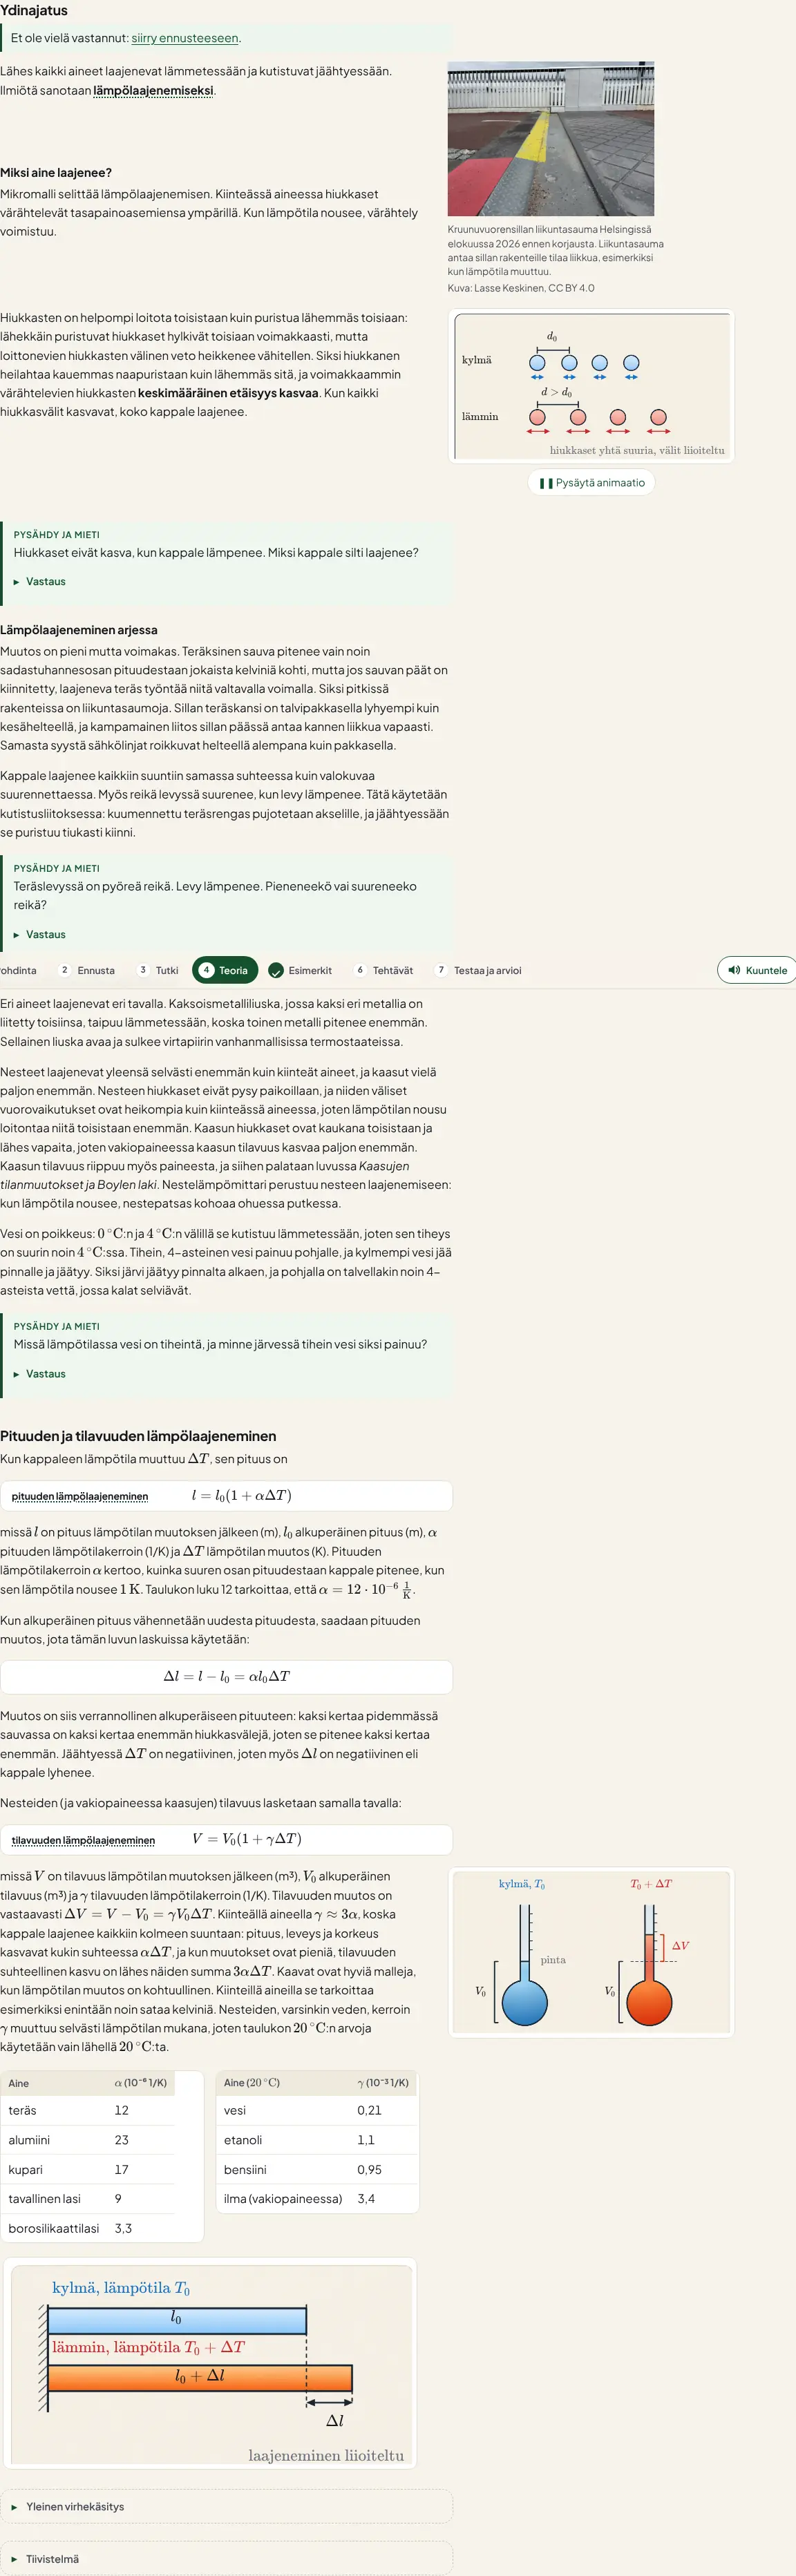 Ydinajatus
Et ole vielä vastannut: siirry ennusteeseen.
Lähes kaikki aineet laajenevat lämmetessään ja kutistuvat jäähtyessään.
Ilmiötä sanotaan lämpölaajenemiseksi.
Miksi aine laajenee?
Mikromalli selittää lämpölaajenemisen. Kiinteässä aineessa hiukkaset
värähtelevät tasapainoasemiensa ympärillä. Kun lämpötila nousee, värähtely
voimistuu.
Kruunuvuorensillan liikuntasauma Helsingissä
elokuussa 2026 ennen korjausta. Liikuntasauma
antaa sillan rakenteille tilaa liikkua, esimerkiksi
kun lämpötila muuttuu.
Kuva: Lasse Keskinen, CC BY 4.0
Hiukkasten on helpompi loitota toisistaan kuin puristua lähemmäs toisiaan:
lähekkäin puristuvat hiukkaset hylkivät toisiaan voimakkaasti, mutta
loittonevien hiukkasten välinen veto heikkenee vähitellen. Siksi hiukkanen
heilahtaa kauemmas naapuristaan kuin lähemmäs sitä, ja voimakkaammin
värähtelevien hiukkasten keskimääräinen etäisyys kasvaa. Kun kaikki
hiukkasvälit kasvavat, koko kappale laajenee.
d₀
kylmä
d > d₀
lämmin
hiukkaset yhtä suuria, välit liioiteltu
❚❚ Pysäytä animaatio
PYSÄHDY JA MIETI
Hiukkaset eivät kasva, kun kappale lämpenee. Miksi kappale silti laajenee?
▸ Vastaus
Lämpölaajeneminen arjessa
Muutos on pieni mutta voimakas. Teräksinen sauva pitenee vain noin
sadastuhannesosan pituudestaan jokaista kelviniä kohti, mutta jos sauvan päät on
kiinnitetty, laajeneva teräs työntää niitä valtavalla voimalla. Siksi pitkissä
rakenteissa on liikuntasaumoja. Sillan teräskansi on talvipakkasella lyhyempi kuin
kesähelteellä, ja kampamainen liitos sillan päässä antaa kannen liikkua vapaasti.
Samasta syystä sähkölinjat roikkuvat helteellä alempana kuin pakkasella.
Kappale laajenee kaikkiin suuntiin samassa suhteessa kuin valokuvaa
suurennettaessa. Myös reikä levyssä suurenee, kun levy lämpenee. Tätä käytetään
kutistusliitoksessa: kuumennettu teräsrengas pujotetaan akselille, ja jäähtyessään
se puristuu tiukasti kiinni.
PYSÄHDY JA MIETI
Teräslevyssä on pyöreä reikä. Levy lämpenee. Pieneneekö vai suureneeko
reikä?
▸ Vastaus
ohdinta 2 Ennusta 3 Tutki 4 Teoria Esimerkit 6 Tehtävät 7 Testaa ja arvioi Kuuntele
Eri aineet laajenevat eri tavalla. Kaksoismetalliliuska, jossa kaksi eri metallia on
liitetty toisiinsa, taipuu lämmetessään, koska toinen metalli pitenee enemmän.
Sellainen liuska avaa ja sulkee virtapiirin vanhanmallisissa termostaateissa.
Nesteet laajenevat yleensä selvästi enemmän kuin kiinteät aineet, ja kaasut vielä
paljon enemmän. Nesteen hiukkaset eivät pysy paikoillaan, ja niiden väliset
vuorovaikutukset ovat heikompia kuin kiinteässä aineessa, joten lämpötilan nousu
loitontaa niitä toisistaan enemmän. Kaasun hiukkaset ovat kaukana toisistaan ja
lähes vapaita, joten vakiopaineessa kaasun tilavuus kasvaa paljon enemmän.
Kaasun tilavuus riippuu myös paineesta, ja siihen palataan luvussa Kaasujen
tilanmuutokset ja Boylen laki. Nestelämpömittari perustuu nesteen laajenemiseen:
kun lämpötila nousee, nestepatsas kohoaa ohuessa putkessa.
Vesi on poikkeus: 0 °C:n ja 4 °C:n välillä se kutistuu lämmetessään, joten sen tiheys
on suurin noin 4 °C:ssa. Tihein, 4-asteinen vesi painuu pohjalle, ja kylmempi vesi jää
pinnalle ja jäätyy. Siksi järvi jäätyy pinnalta alkaen, ja pohjalla on talvellakin noin 4-
asteista vettä, jossa kalat selviävät.
PYSÄHDY JA MIETI
Missä lämpötilassa vesi on tiheintä, ja minne järvessä tihein vesi siksi painuu?
▸ Vastaus
Pituuden ja tilavuuden lämpölaajeneminen
Kun kappaleen lämpötila muuttuu ΔT, sen pituus on
pituuden lämpölaajeneminen l = l₀(1 + αΔT)
missä l on pituus lämpötilan muutoksen jälkeen (m), l₀ alkuperäinen pituus (m), α
pituuden lämpötilakerroin (1/K) ja ΔT lämpötilan muutos (K). Pituuden
lämpötilakerroin α kertoo, kuinka suuren osan pituudestaan kappale pitenee, kun
sen lämpötila nousee 1 K. Taulukon luku 12 tarkoittaa, että α = 12 · 10⁻⁶ 1/K.
Kun alkuperäinen pituus vähennetään uudesta pituudesta, saadaan pituuden
muutos, jota tämän luvun laskuissa käytetään:
Δl = l − l₀ = αl₀ΔT
Muutos on siis verrannollinen alkuperäiseen pituuteen: kaksi kertaa pidemmässä
sauvassa on kaksi kertaa enemmän hiukkasvälejä, joten se pitenee kaksi kertaa
enemmän. Jäähtyessä ΔT on negatiivinen, joten myös Δl on negatiivinen eli
kappale lyhenee.
Nesteiden (ja vakiopaineessa kaasujen) tilavuus lasketaan samalla tavalla:
tilavuuden lämpölaajeneminen V = V₀(1 + γΔT)
missä V on tilavuus lämpötilan muutoksen jälkeen (m³), V₀ alkuperäinen
tilavuus (m³) ja γ tilavuuden lämpötilakerroin (1/K). Tilavuuden muutos on
vastaavasti ΔV = V − V₀ = γV₀ΔT. Kiinteällä aineella γ ≈ 3α, koska
kappale laajenee kaikkiin kolmeen suuntaan: pituus, leveys ja korkeus
kasvavat kukin suhteessa αΔT, ja kun muutokset ovat pieniä, tilavuuden
suhteellinen kasvu on lähes näiden summa 3αΔT. Kaavat ovat hyviä malleja,
kun lämpötilan muutos on kohtuullinen. Kiinteillä aineilla se tarkoittaa
esimerkiksi enintään noin sataa kelviniä. Nesteiden, varsinkin veden, kerroin
γ muuttuu selvästi lämpötilan mukana, joten taulukon 20 °C:n arvoja
käytetään vain lähellä 20 °C:ta.
kylmä, T₀
T₀ + ΔT
pinta
ΔV
V₀
V₀
Aine α (10⁻⁶ 1/K)
teräs 12
alumiini 23
kupari 17
tavallinen lasi 9
borosilikaattilasi 3,3
Aine (20 °C) γ (10⁻³ 1/K)
vesi 0,21
etanoli 1,1
bensiini 0,95
ilma (vakiopaineessa) 3,4
kylmä, lämpötila T₀
l₀
lämmin, lämpötila T₀ + ΔT
l₀ + Δl
Δl
laajeneminen liioiteltu
▸ Yleinen virhekäsitys
▸ Tiivistelmä